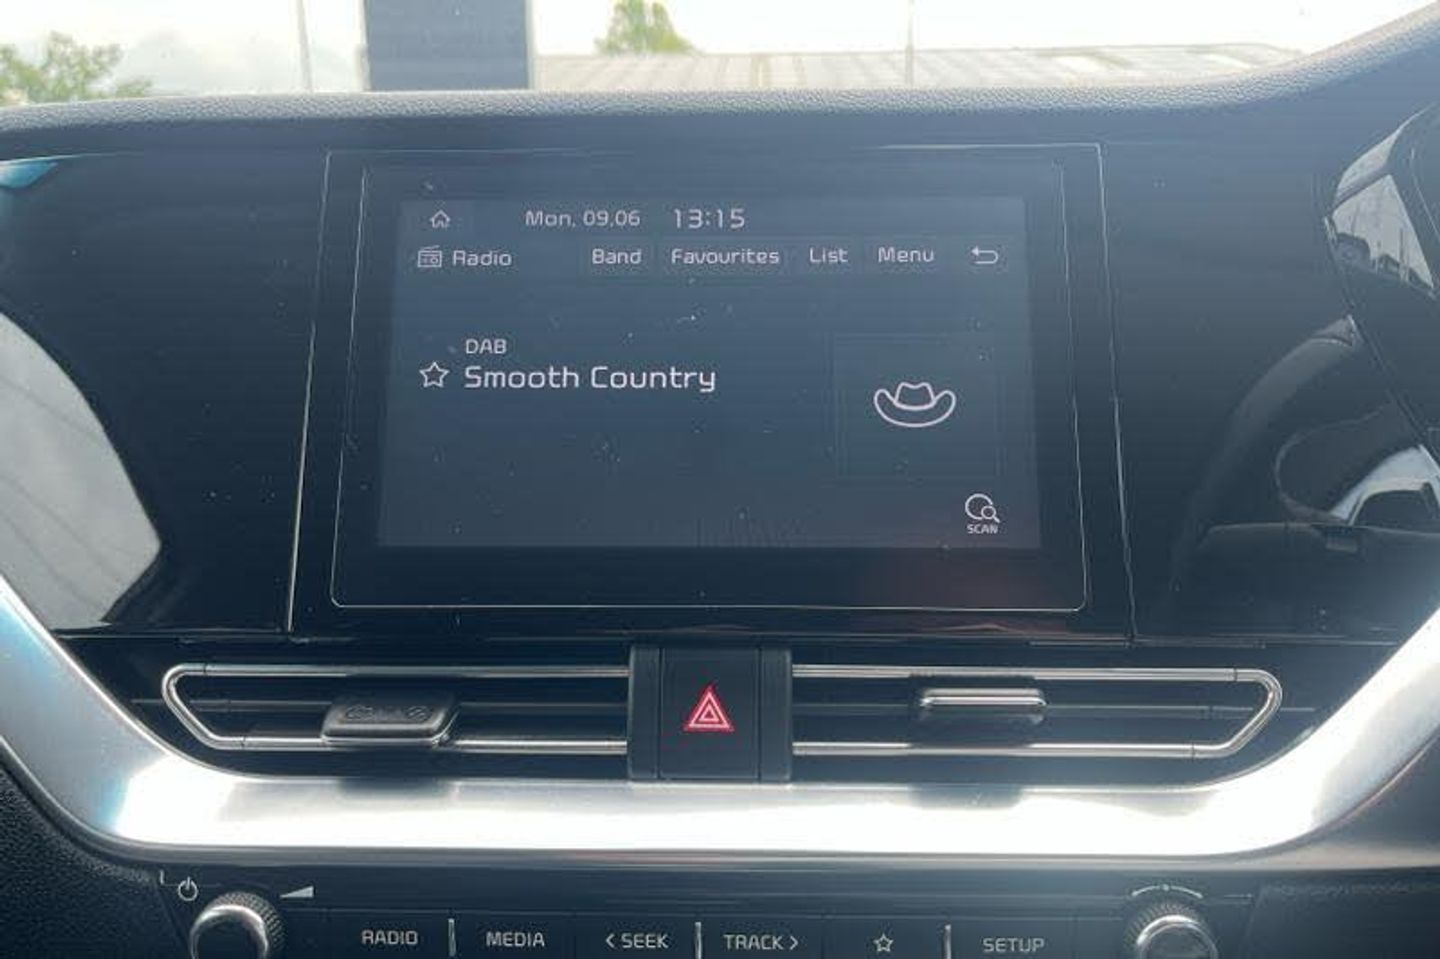 Mon, 09.06 13:15
Radio Band Favourites List Menu
DAB
Smooth Country
SCAN
RADIO MEDIA < SEEK TRACK > SETUP